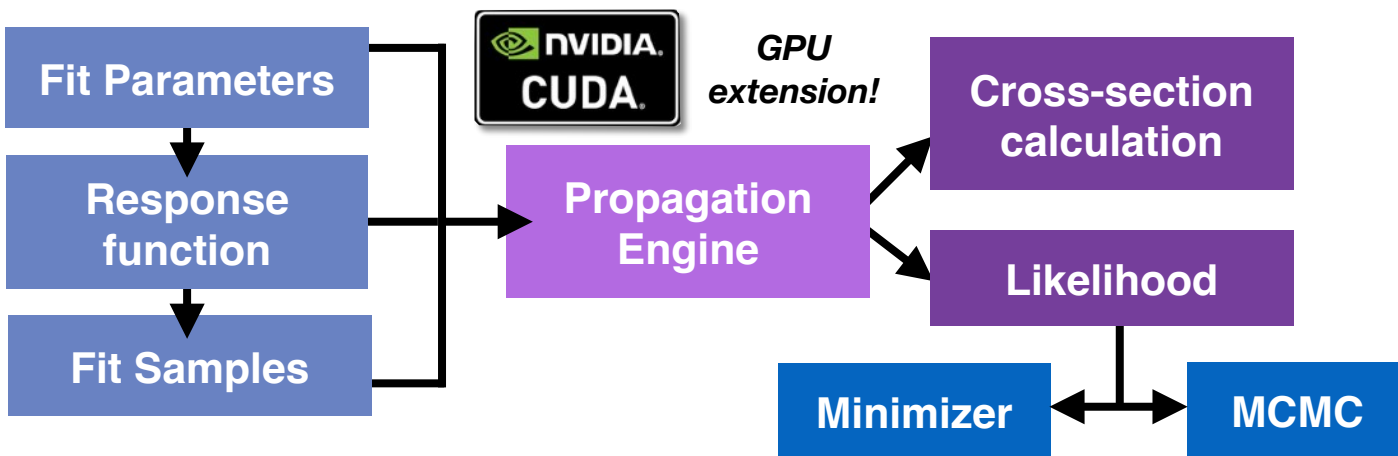 Fit Parameters
Response
function
Fit Samples
NVIDIA.
CUDA.
GPU
extension!
Propagation
Engine
Cross-section
calculation
Likelihood
Minimizer
MCMC